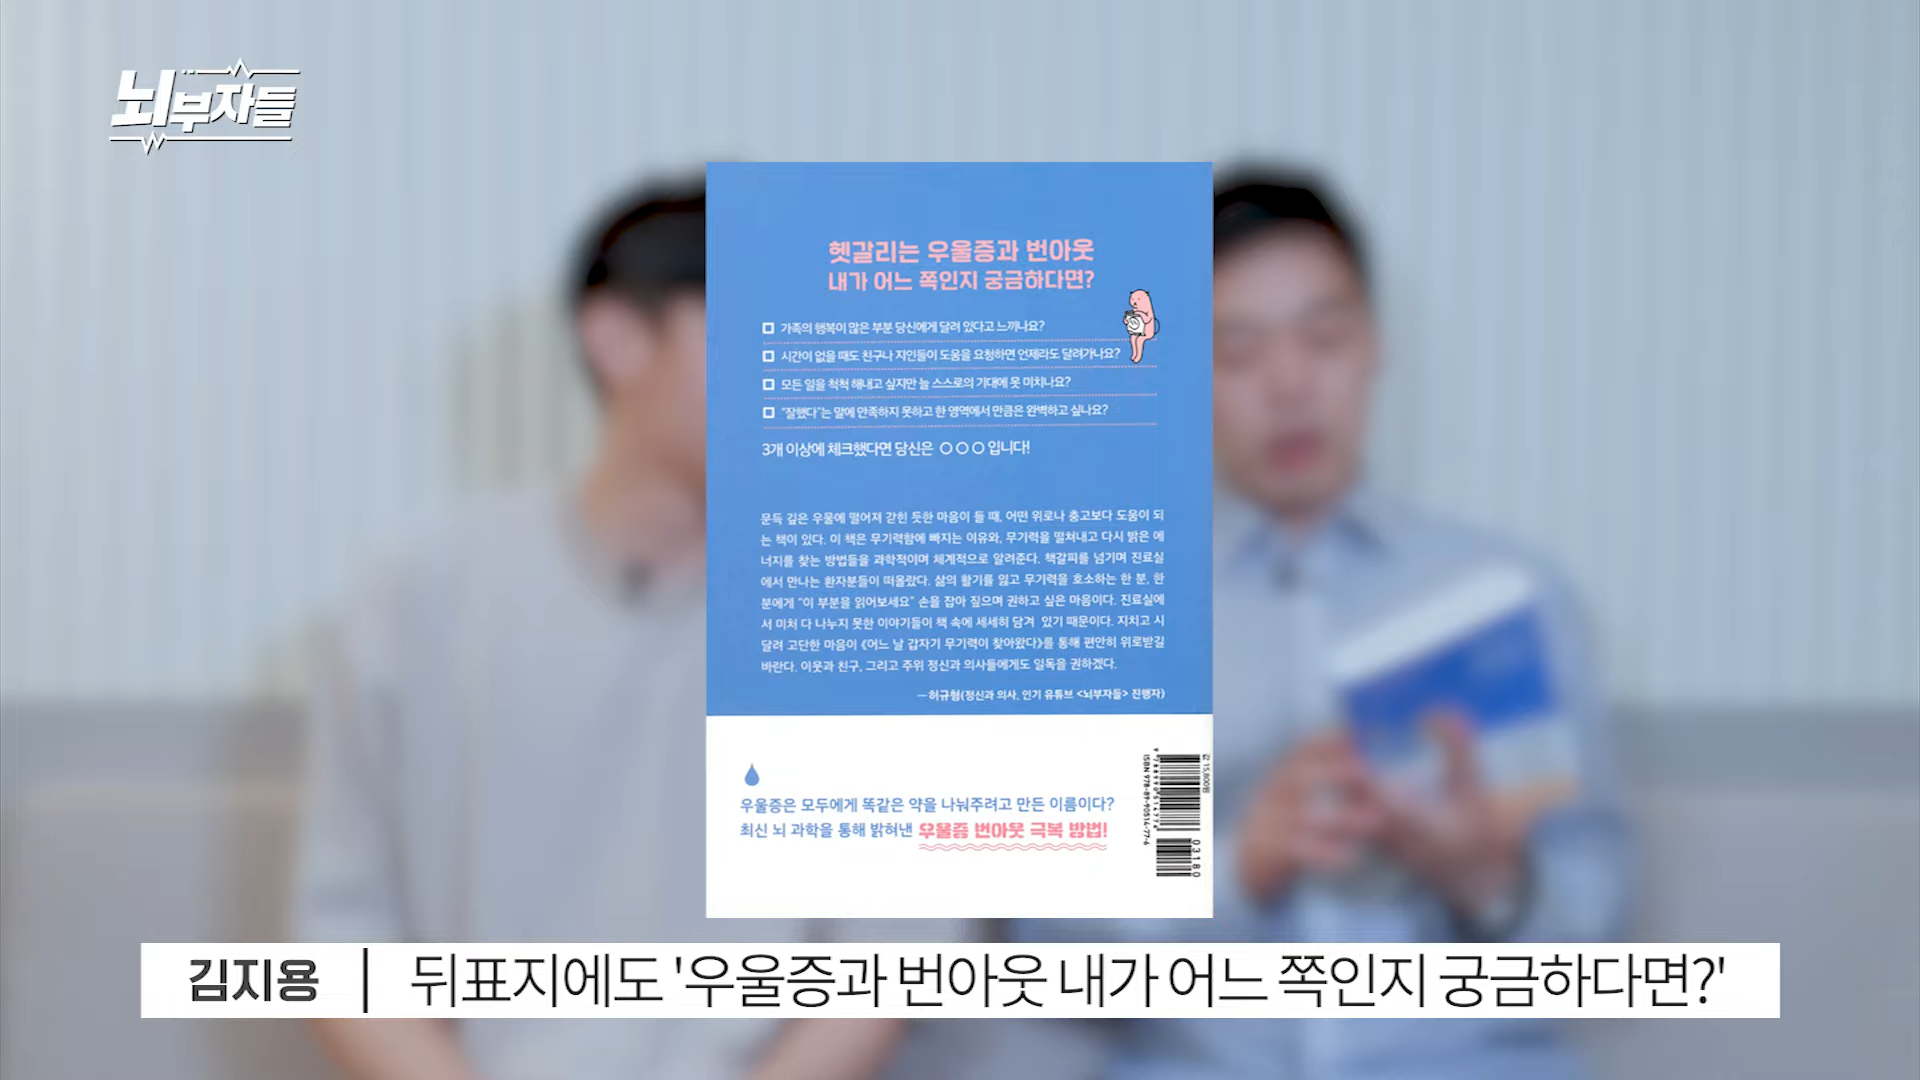 뇌부자들
헷갈리는 우울증과 번아웃
내가 어느 쪽인지 궁금하다면?
가족의 행복이 많은 부분 당신에게 달려 있다고 느끼나요?
시간이 없을 때도 친구나 지인들이 도움을 요청하면 언제라도 달려가나요?
모든 일을 척척 해내고 싶지만 늘 스스로의 기대에 못 미치나요?
"잘했다"는 말에 만족하지 못하고 한 영역에서 만큼은 완벽하고 싶나요?
3개 이상에 체크했다면 당신은 ○○○입니다!
문득 깊은 우물에 떨어져 갇힌 듯한 마음이 들 때, 어떤 위로나 충고보다 도움이 되
는 책이 있다. 이 책은 무기력함에 빠지는 이유와, 무기력을 떨쳐내고 다시 밝은 에
너지를 찾는 방법들을 과학적이며 체계적으로 알려준다. 책갈피를 넘기며 진료실
에서 만나는 환자분들이 떠올랐다. 삶의 활기를 잃고 무기력을 호소하는 한 분, 한
분에게 "이 부분을 읽어보세요" 손을 잡아 짚으며 권하고 싶은 마음이다. 진료실에
서 미처 다 나누지 못한 이야기들이 책 속에 세세히 담겨 있기 때문이다. 지치고 시
달려 고단한 마음이 《어느 날 갑자기 무기력이 찾아왔다》를 통해 편안히 위로받길
바란다. 이웃과 친구, 그리고 주위 정신과 의사들에게도 일독을 권하겠다.
— 허규형(정신과 의사, 인기 유튜브 <뇌부자들> 진행자)
우울증은 모두에게 똑같은 약을 나눠주려고 만든 이름이다?
최신 뇌 과학을 통해 밝혀낸 우울증 번아웃 극복 방법!
값 15,800원
ISBN 978-89-90514-77-6
03180
김지용 | 뒤표지에도 '우울증과 번아웃 내가 어느 쪽인지 궁금하다면?'